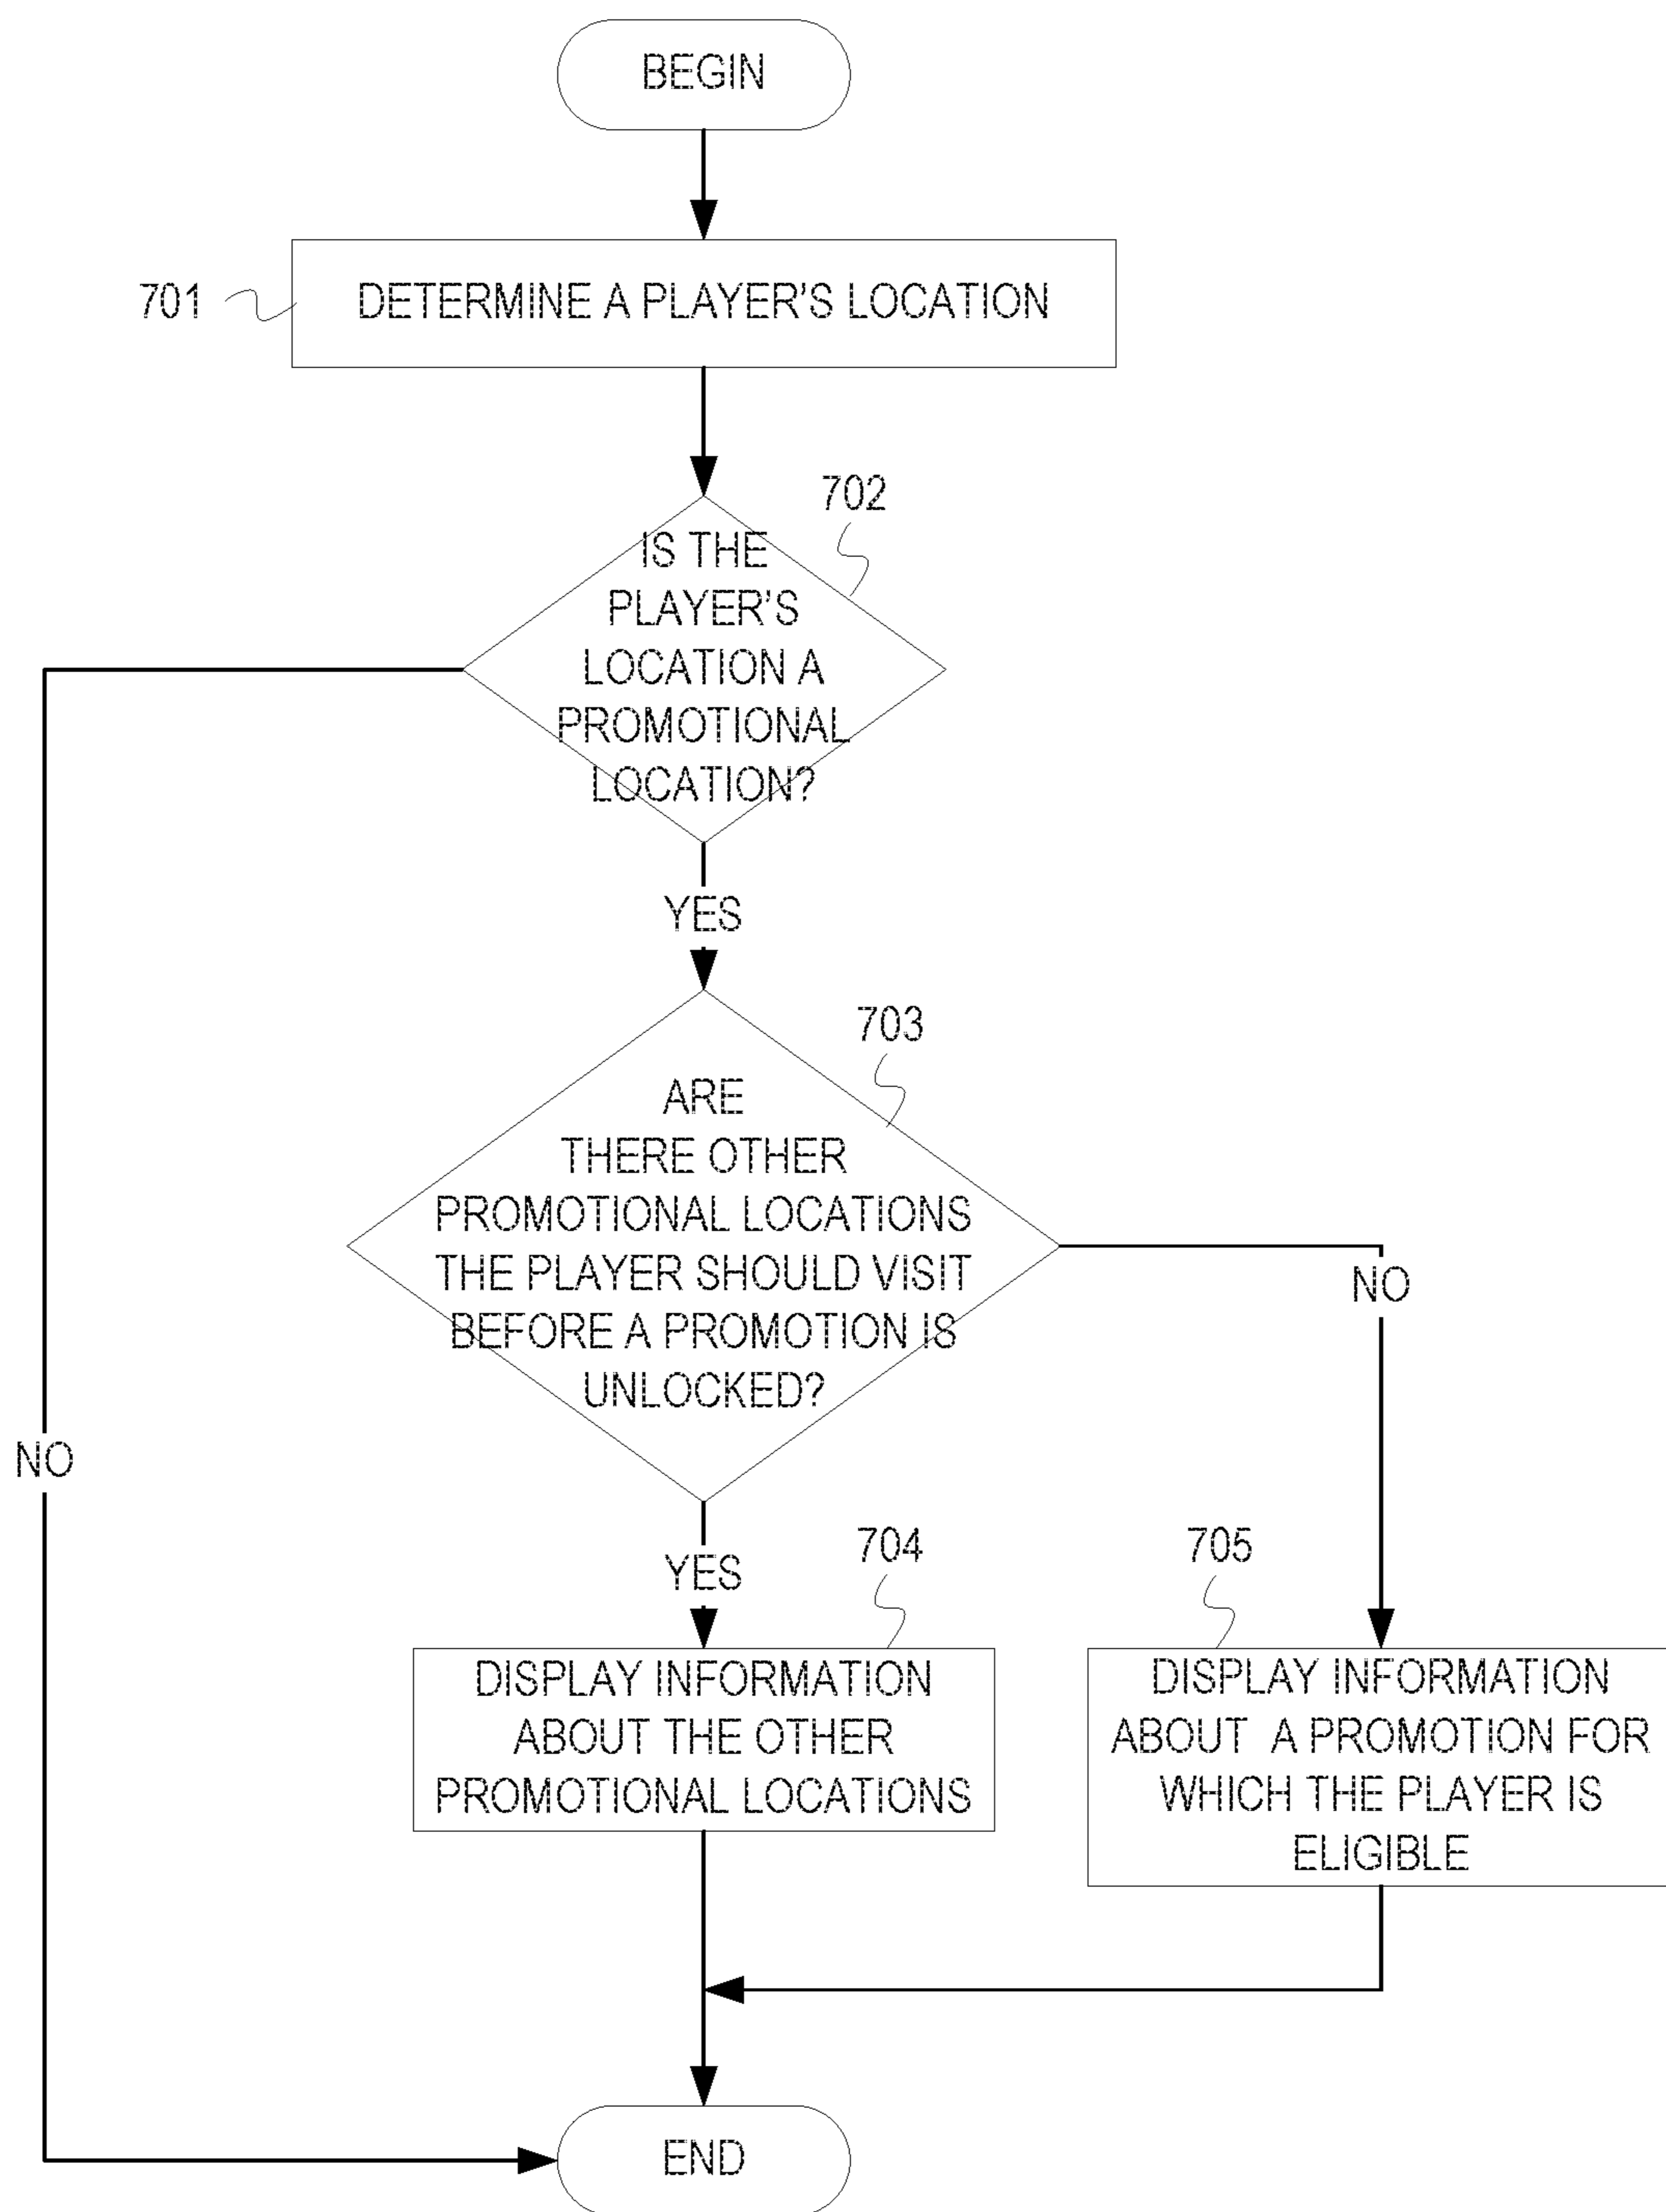 BEGIN
701
DETERMINE A PLAYER'S LOCATION
702
IS THE
PLAYER'S
LOCATION A
PROMOTIONAL
LOCATION?
YES
703
ARE
THERE OTHER
PROMOTIONAL LOCATIONS
THE PLAYER SHOULD VISIT
BEFORE A PROMOTION IS
UNLOCKED?
NO
NO
YES
704
DISPLAY INFORMATION
ABOUT THE OTHER
PROMOTIONAL LOCATIONS
705
DISPLAY INFORMATION
ABOUT A PROMOTION FOR
WHICH THE PLAYER IS
ELIGIBLE
END